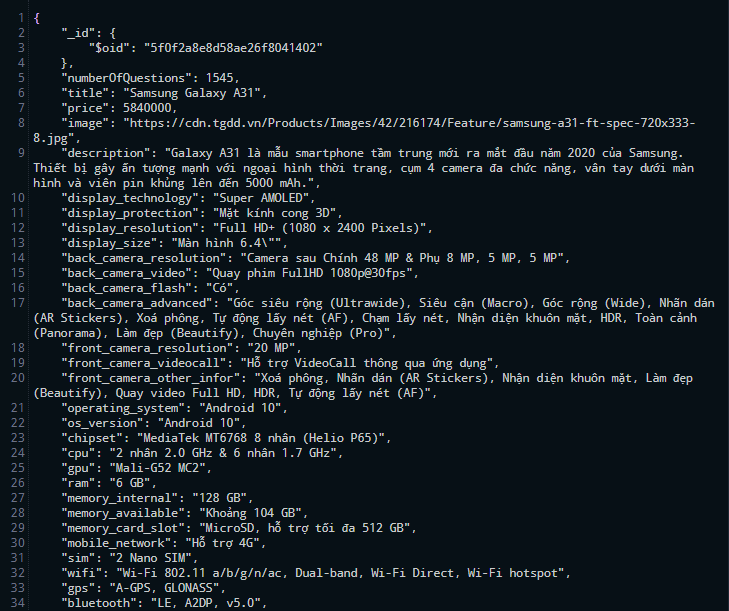 1 {
2 "_id": {
3 "$oid": "5f0f2a8e8d58ae26f8041402"
4 },
5 "numberOfQuestions": 1545,
6 "title": "Samsung Galaxy A31",
7 "price": 5840000,
8 "image": "https://cdn.tgdd.vn/Products/Images/42/216174/Feature/samsung-a31-ft-spec-720x333-
8.jpg",
9 "description": "Galaxy A31 là mẫu smartphone tầm trung mới ra mắt đầu năm 2020 của Samsung.
Thiết bị gây ấn tượng mạnh với ngoại hình thời trang, cụm 4 camera đa chức năng, vân tay dưới màn
hình và viên pin khủng lên đến 5000 mAh.",
10 "display_technology": "Super AMOLED",
11 "display_protection": "Mặt kính cong 3D",
12 "display_resolution": "Full HD+ (1080 x 2400 Pixels)",
13 "display_size": "Màn hình 6.4\"",
14 "back_camera_resolution": "Camera sau Chính 48 MP & Phụ 8 MP, 5 MP, 5 MP",
15 "back_camera_video": "Quay phim FullHD 1080p@30fps",
16 "back_camera_flash": "Có",
17 "back_camera_advanced": "Góc siêu rộng (Ultrawide), Siêu cận (Macro), Góc rộng (Wide), Nhãn dán
(AR Stickers), Xoá phông, Tự động lấy nét (AF), Chạm lấy nét, Nhận diện khuôn mặt, HDR, Toàn cảnh
(Panorama), Làm đẹp (Beautify), Chuyên nghiệp (Pro)",
18 "front_camera_resolution": "20 MP",
19 "front_camera_videocall": "Hỗ trợ VideoCall thông qua ứng dụng",
20 "front_camera_other_infor": "Xoá phông, Nhãn dán (AR Stickers), Nhận diện khuôn mặt, Làm đẹp
(Beautify), Quay video Full HD, HDR, Tự động lấy nét (AF)",
21 "operating_system": "Android 10",
22 "os_version": "Android 10",
23 "chipset": "MediaTek MT6768 8 nhân (Helio P65)",
24 "cpu": "2 nhân 2.0 GHz & 6 nhân 1.7 GHz",
25 "gpu": "Mali-G52 MC2",
26 "ram": "6 GB",
27 "memory_internal": "128 GB",
28 "memory_available": "Khoảng 104 GB",
29 "memory_card_slot": "MicroSD, hỗ trợ tối đa 512 GB",
30 "mobile_network": "Hỗ trợ 4G",
31 "sim": "2 Nano SIM",
32 "wifi": "Wi-Fi 802.11 a/b/g/n/ac, Dual-band, Wi-Fi Direct, Wi-Fi hotspot",
33 "gps": "A-GPS, GLONASS",
34 "bluetooth": "LE, A2DP, v5.0",